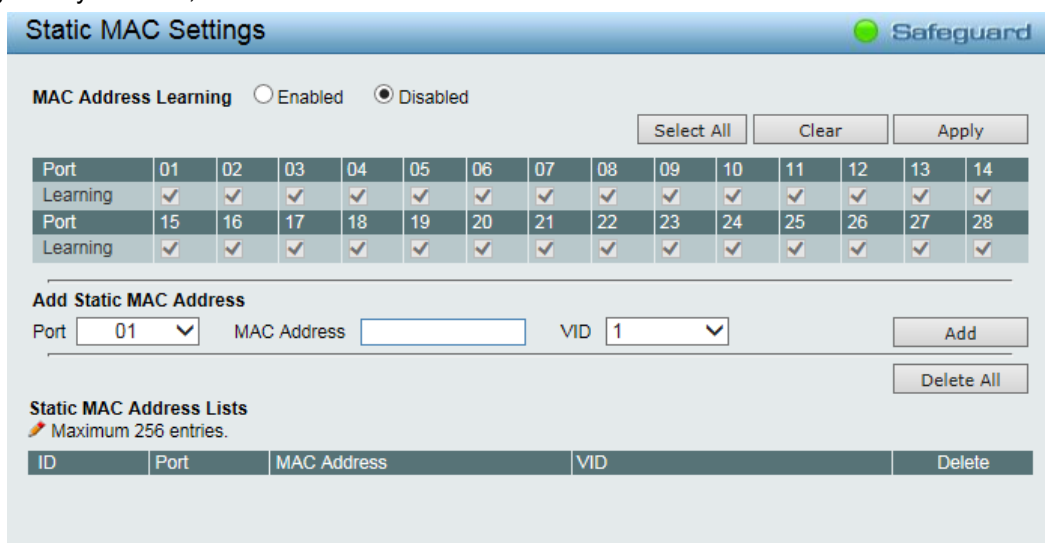 Static MAC Settings Safeguard
MAC Address Learning Enabled Disabled
Select All Clear Apply
Port 01 02 03 04 05 06 07 08 09 10 11 12 13 14
Learning
Port 15 16 17 18 19 20 21 22 23 24 25 26 27 28
Learning
Add Static MAC Address
Port 01 MAC Address VID 1 Add
Delete All
Static MAC Address Lists
Maximum 256 entries.
ID Port MAC Address VID Delete